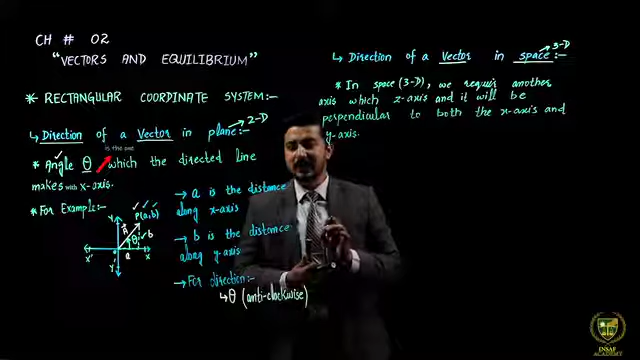 CH # 02
"VECTORS AND EQUILIBRIUM"
* RECTANGULAR COORDINATE SYSTEM:-
↳ Direction of a Vector in plane:- 2-D
is the one
* Angle θ which the directed line
makes with x-axis.
* For Example:-
P(a,b)
y
R
θ
b
x' o a x
y'
→ a is the distance
along x-axis
→ b is the distance
along y-axis
→ For direction:-
↳ θ (anti-clockwise)
↳ Direction of a Vector in space:- 3-D
* In space (3-D), we require another
axis which z-axis and it will be
perpendicular to both the x-axis and
y-axis.
INSAF
ACADEMY